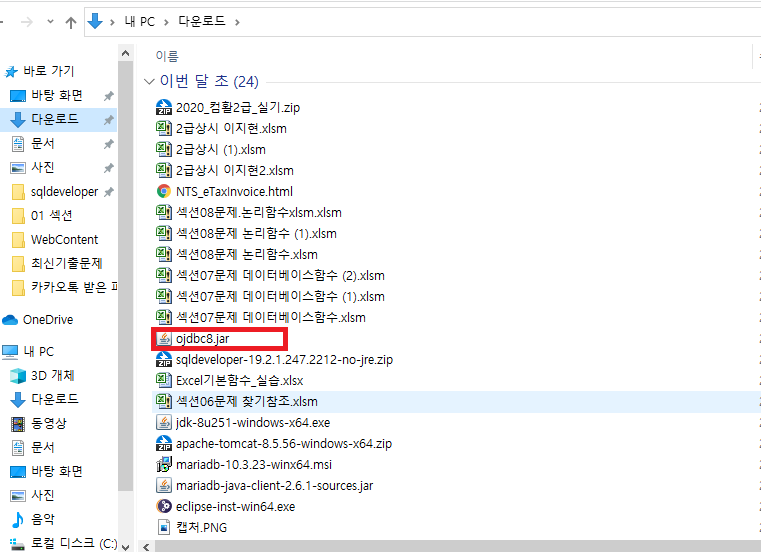 내 PC > 다운로드 >
이름
이번 달 초 (24)
2020_컴활2급_실기.zip
2급상시 이지현.xlsm
2급상시 (1).xlsm
2급상시 이지현2.xlsm
NTS_eTaxInvoice.html
섹션08문제.논리함수xlsm.xlsm
섹션08문제 논리함수 (1).xlsm
섹션08문제 논리함수.xlsm
섹션07문제 데이터베이스함수 (2).xlsm
섹션07문제 데이터베이스함수 (1).xlsm
섹션07문제 데이터베이스함수.xlsm
ojdbc8.jar
sqldeveloper-19.2.1.247.2212-no-jre.zip
Excel기본함수_실습.xlsx
섹션06문제 찾기참조.xlsm
jdk-8u251-windows-x64.exe
apache-tomcat-8.5.56-windows-x64.zip
mariadb-10.3.23-winx64.msi
mariadb-java-client-2.6.1-sources.jar
eclipse-inst-win64.exe
캡처.PNG
바로 가기
바탕 화면
다운로드
문서
사진
sqldeveloper
01 섹션
WebContent
최신기출문제
카카오톡 받은
OneDrive
내 PC
3D 개체
다운로드
동영상
문서
바탕 화면
사진
음악
로컬 디스크 (C:)